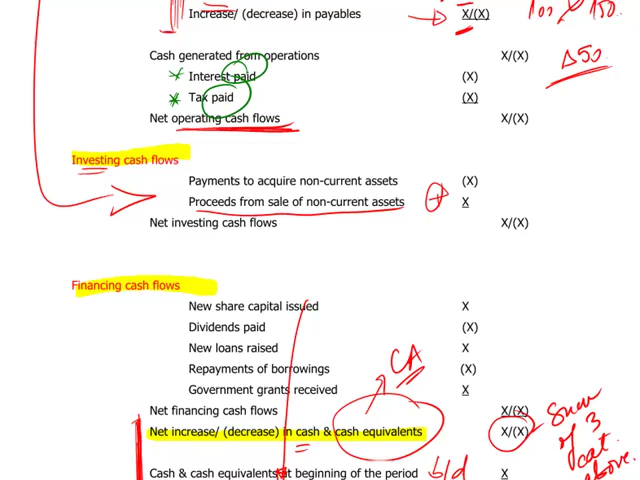 Increase/ (decrease) in payables X/(X)
Cash generated from operations X/(X) Δ50
Interest paid (X)
Tax paid (X)
Net operating cash flows X/(X)
Investing cash flows
Payments to acquire non-current assets (X)
Proceeds from sale of non-current assets + X
Net investing cash flows X/(X)
Financing cash flows
New share capital issued X
Dividends paid (X)
New loans raised X
Repayments of borrowings (X)
CA
Government grants received X
Net financing cash flows X/(X)
Net increase/ (decrease) in cash & cash equivalents X/(X)
of 3
cat
above.
Cash & cash equivalents at beginning of the period b/d X